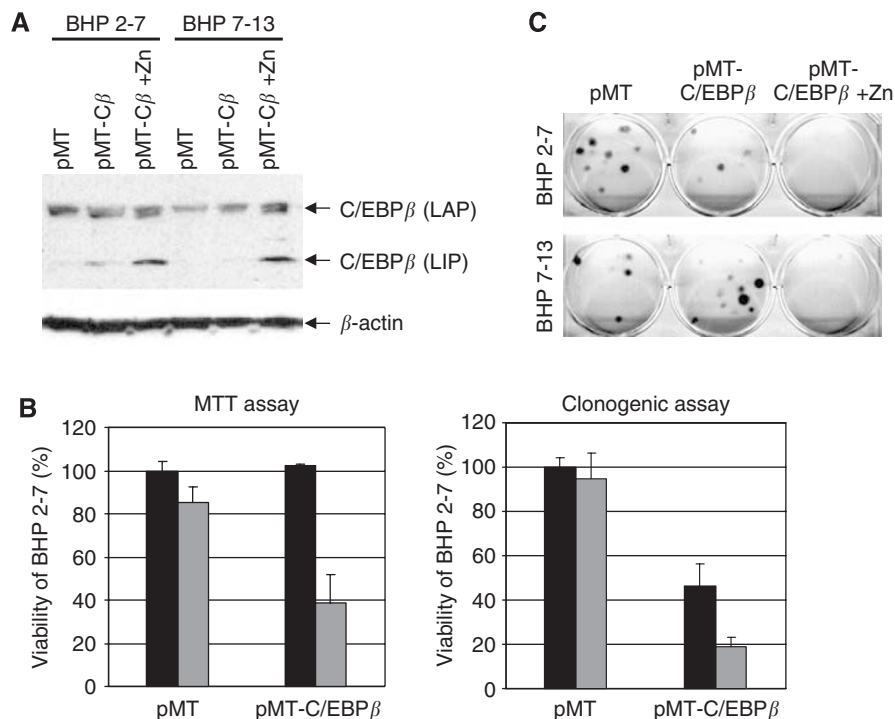 A
BHP 2-7 BHP 7-13
pMT
pMT-Cβ
pMT-Cβ +Zn
pMT
pMT-Cβ
pMT-Cβ +Zn
C/EBPβ (LAP)
C/EBPβ (LIP)
β-actin
C
pMT
pMT-
C/EBPβ
pMT-
C/EBPβ +Zn
BHP 2-7
BHP 7-13
B
MTT assay
Viability of BHP 2-7 (%)
120
100
80
60
40
20
0
pMT pMT-C/EBPβ
Clonogenic assay
Viability of BHP 2-7 (%)
120
100
80
60
40
20
0
pMT pMT-C/EBPβ